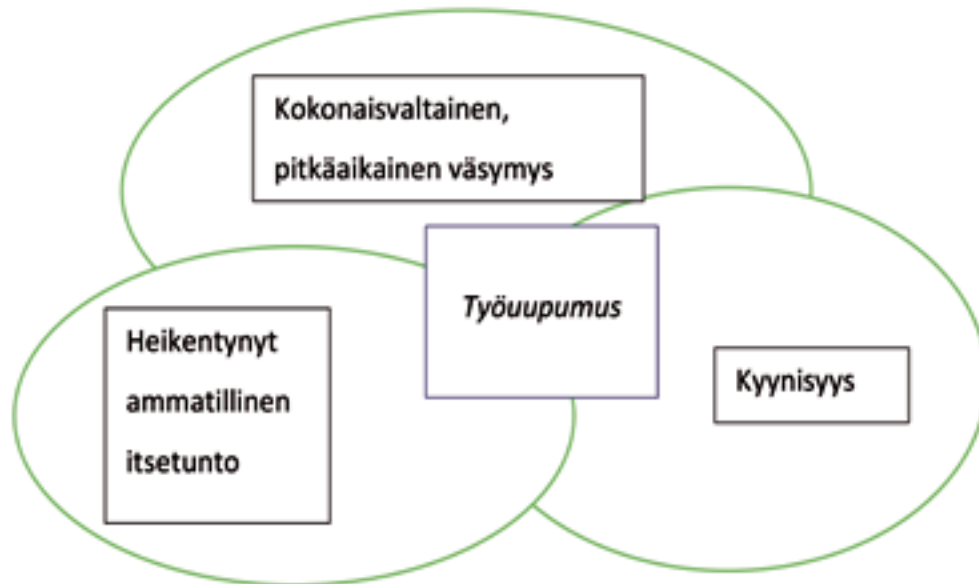 Kokonaisvaltainen,
pitkäaikainen väsymys
Työuupumus
Heikentynyt
ammatillinen
itsetunto
Kyynisyys